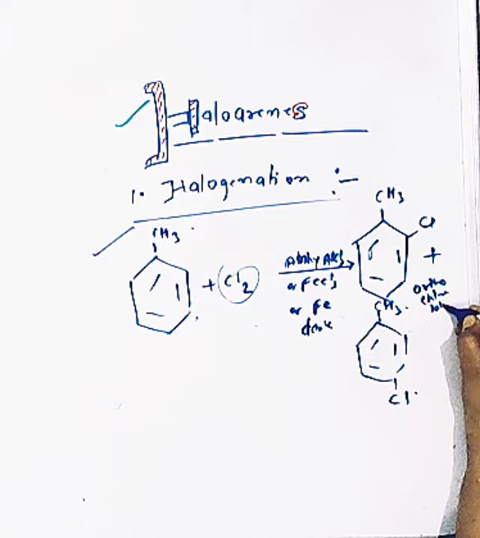 Haloarenes
1. Halogenation :-
CH3
+ Cl2
Anhy AlCl3
or FeCl3
or Fe
dark
CH3
Cl
+
Ortho
CH3
Cl